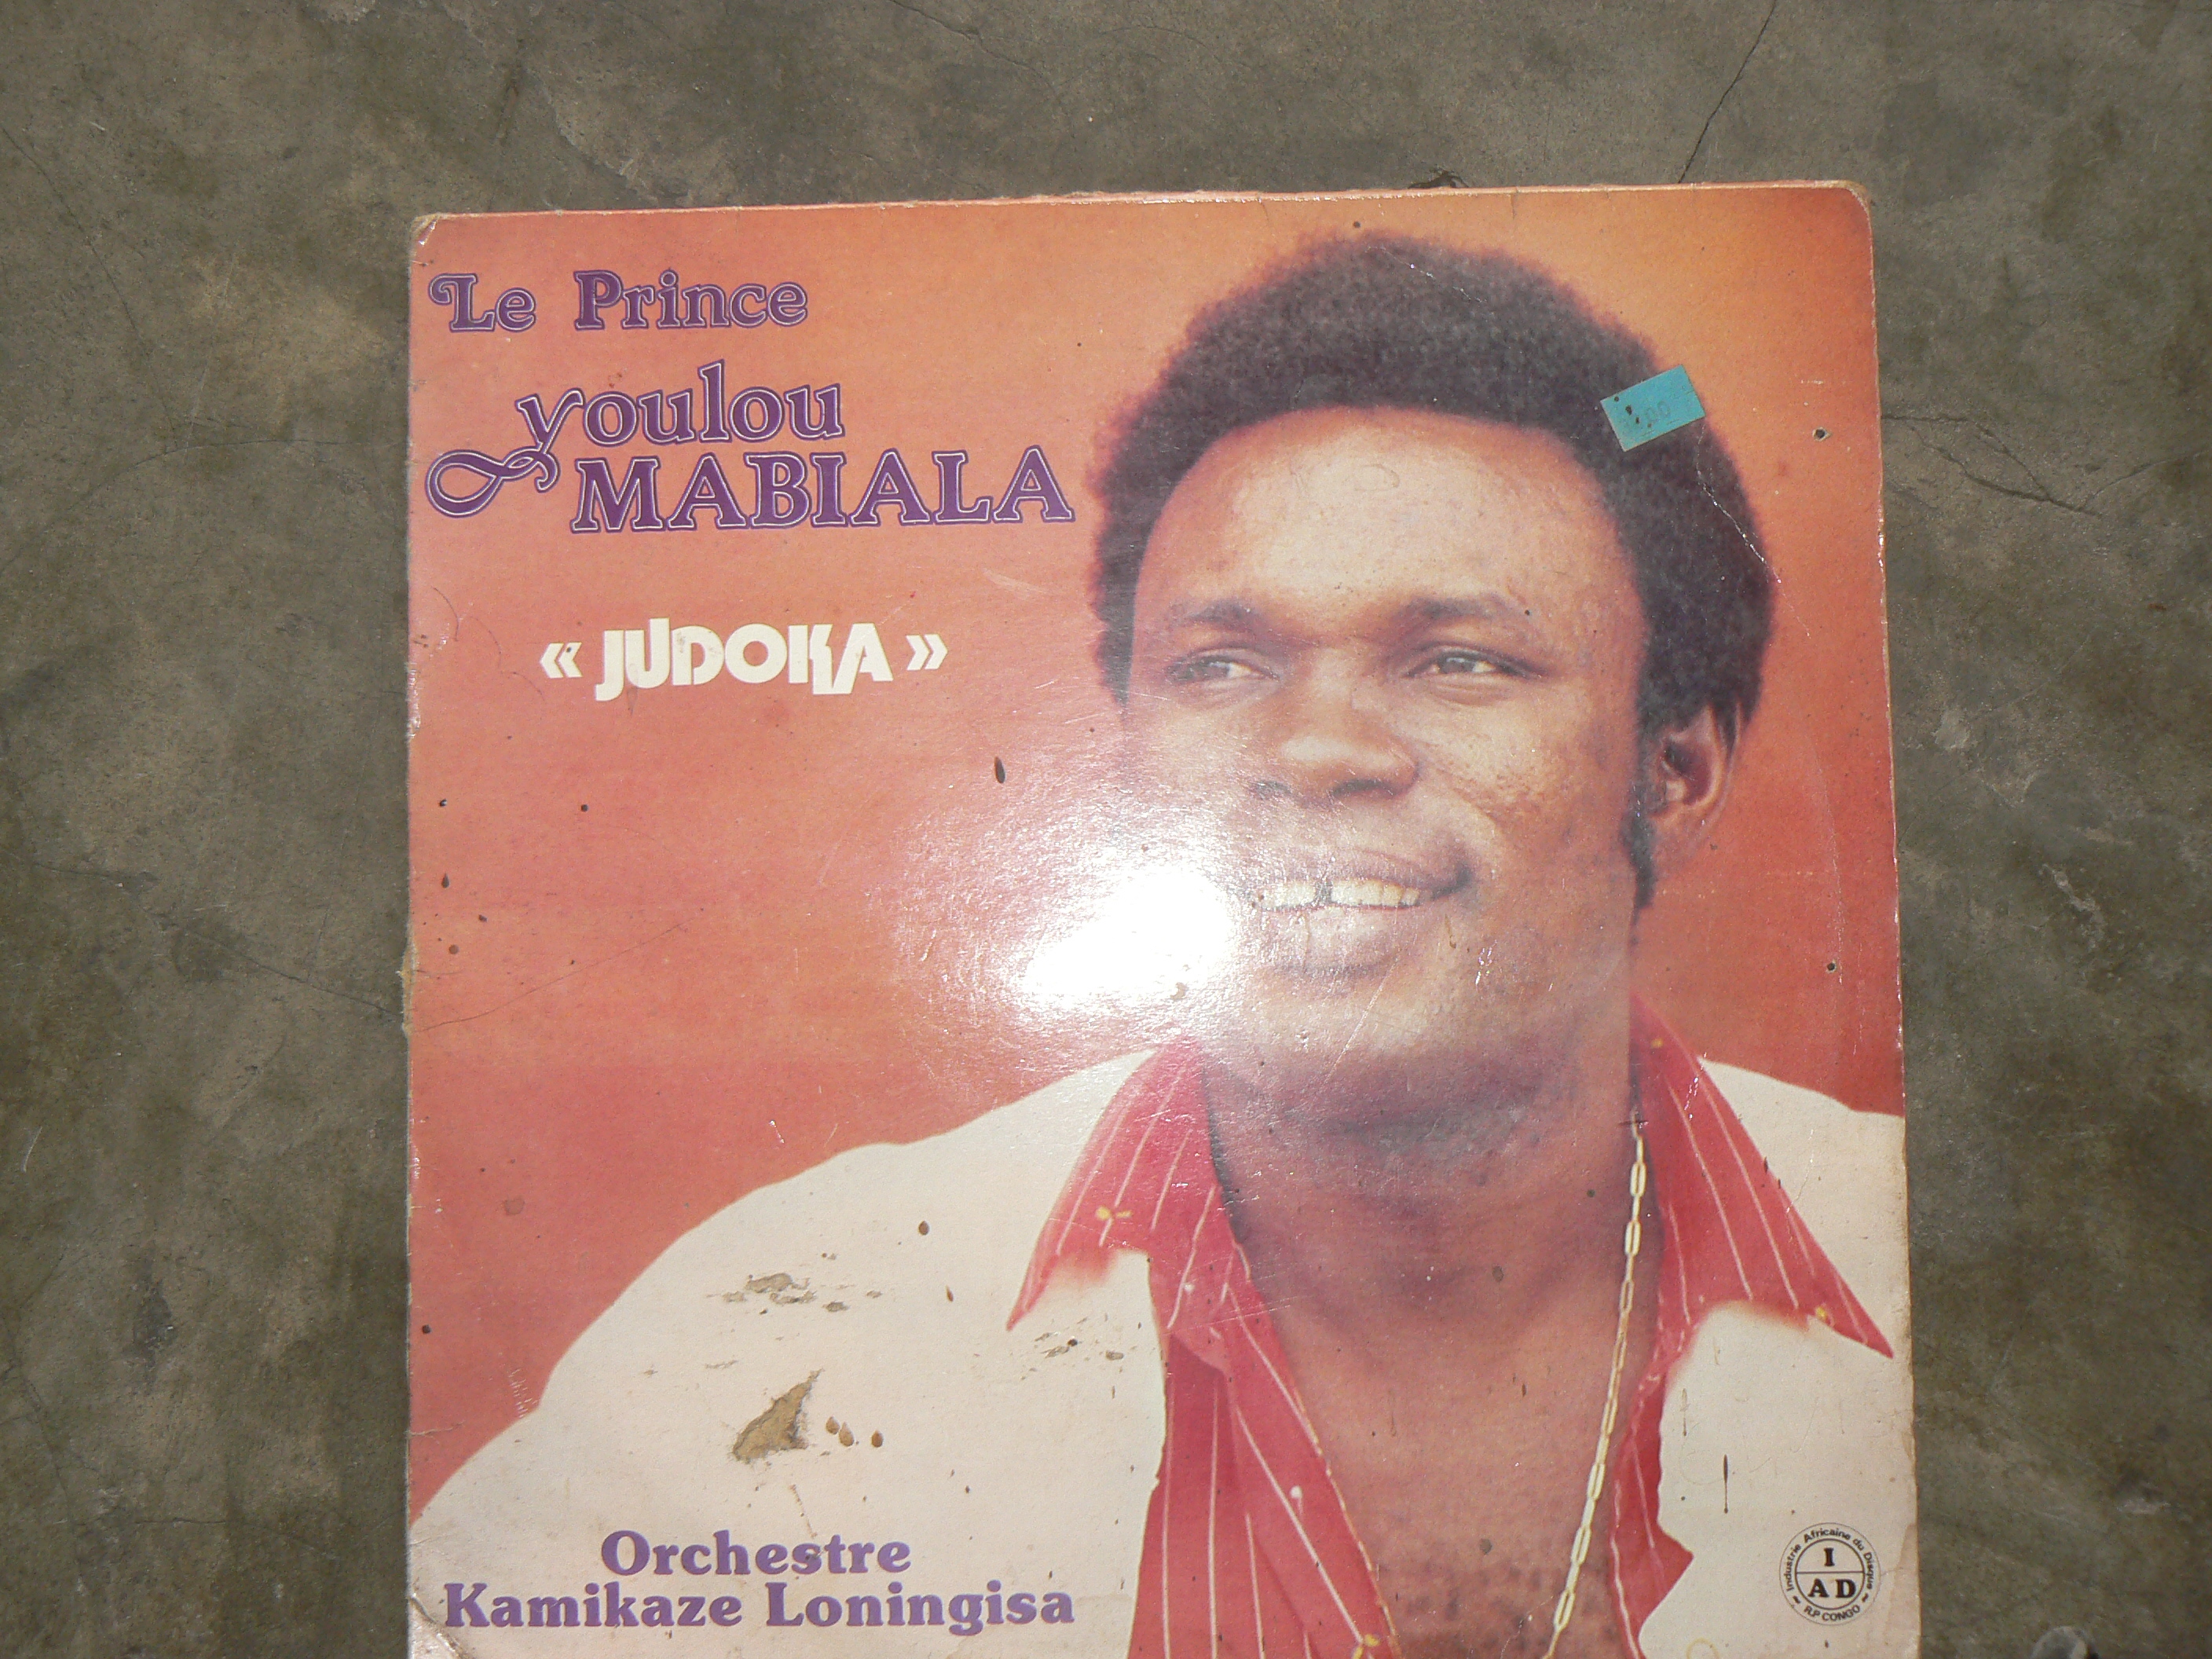 Le Prince
youlou
MABIALA
« JUDOKA »
Orchestre
Kamikaze Loningisa
Industrie Africaine du Disque
I
AD
R.P CONGO